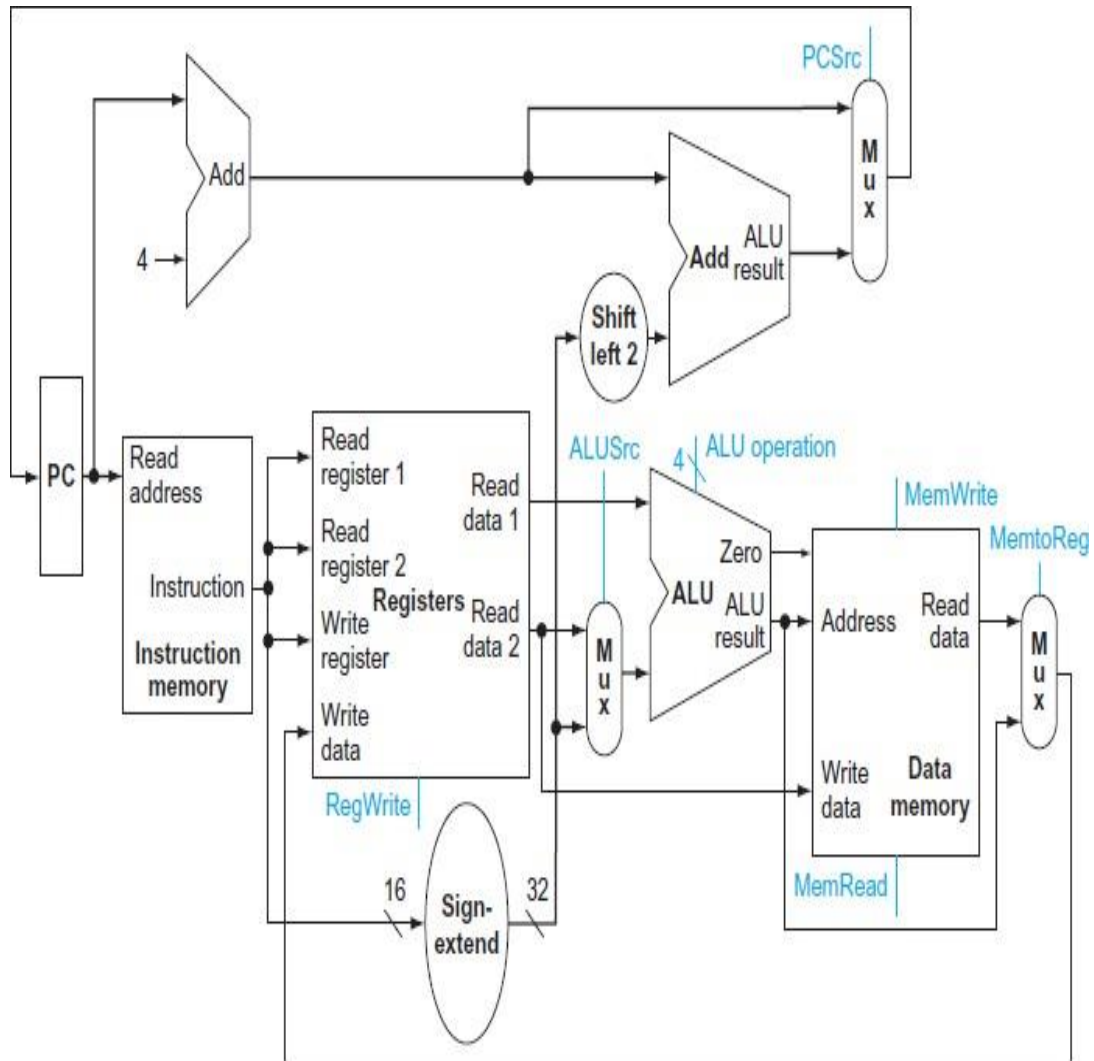 PCSrc
M
u
x
Add
4
Add
ALU
result
Shift
left 2
PC
Read
address
Instruction
Instruction
memory
Read
register 1
Read
register 2
Write
register
Write
data
Registers
Read
data 1
Read
data 2
RegWrite
16
Sign-
extend
32
ALUSrc
M
u
x
4
ALU operation
Zero
ALU
ALU
result
MemWrite
Address
Read
data
Write
data
Data
memory
MemRead
MemtoReg
M
u
x